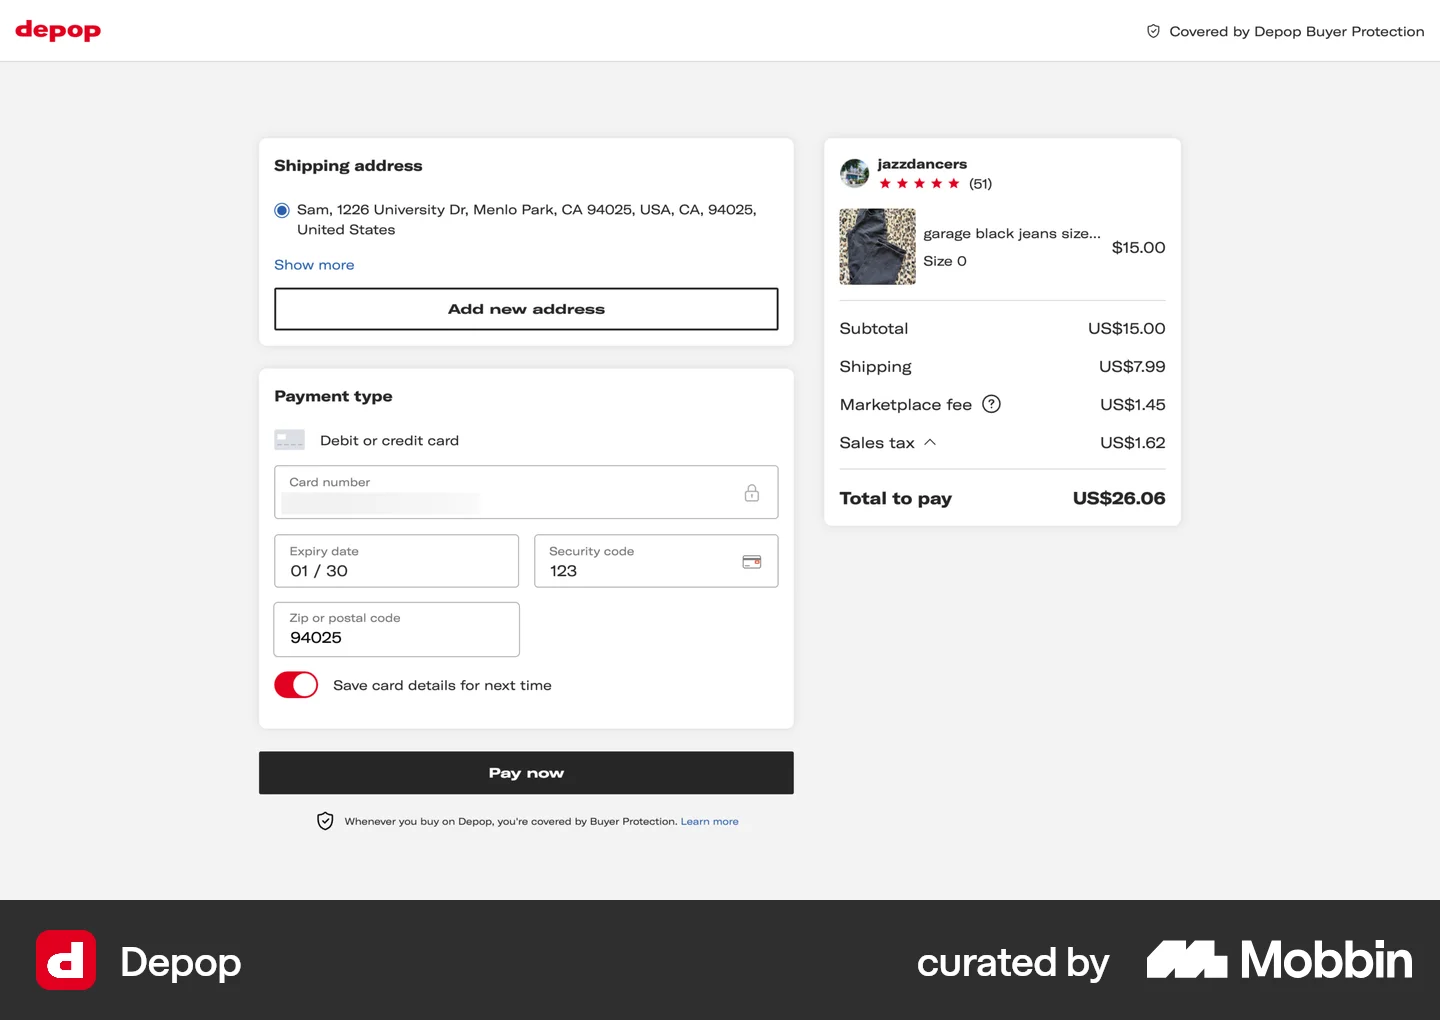 depop
Covered by Depop Buyer Protection
Shipping address
Sam, 1226 University Dr, Menlo Park, CA 94025, USA, CA, 94025,
United States
Show more
Add new address
Payment type
Debit or credit card
Card number
Expiry date
01 / 30
Security code
123
Zip or postal code
94025
Save card details for next time
Pay now
Whenever you buy on Depop, you're covered by Buyer Protection. Learn more
jazzdancers
(51)
garage black jeans size...
Size 0
$15.00
Subtotal US$15.00
Shipping US$7.99
Marketplace fee ? US$1.45
Sales tax US$1.62
Total to pay US$26.06
d Depop
curated by Mobbin